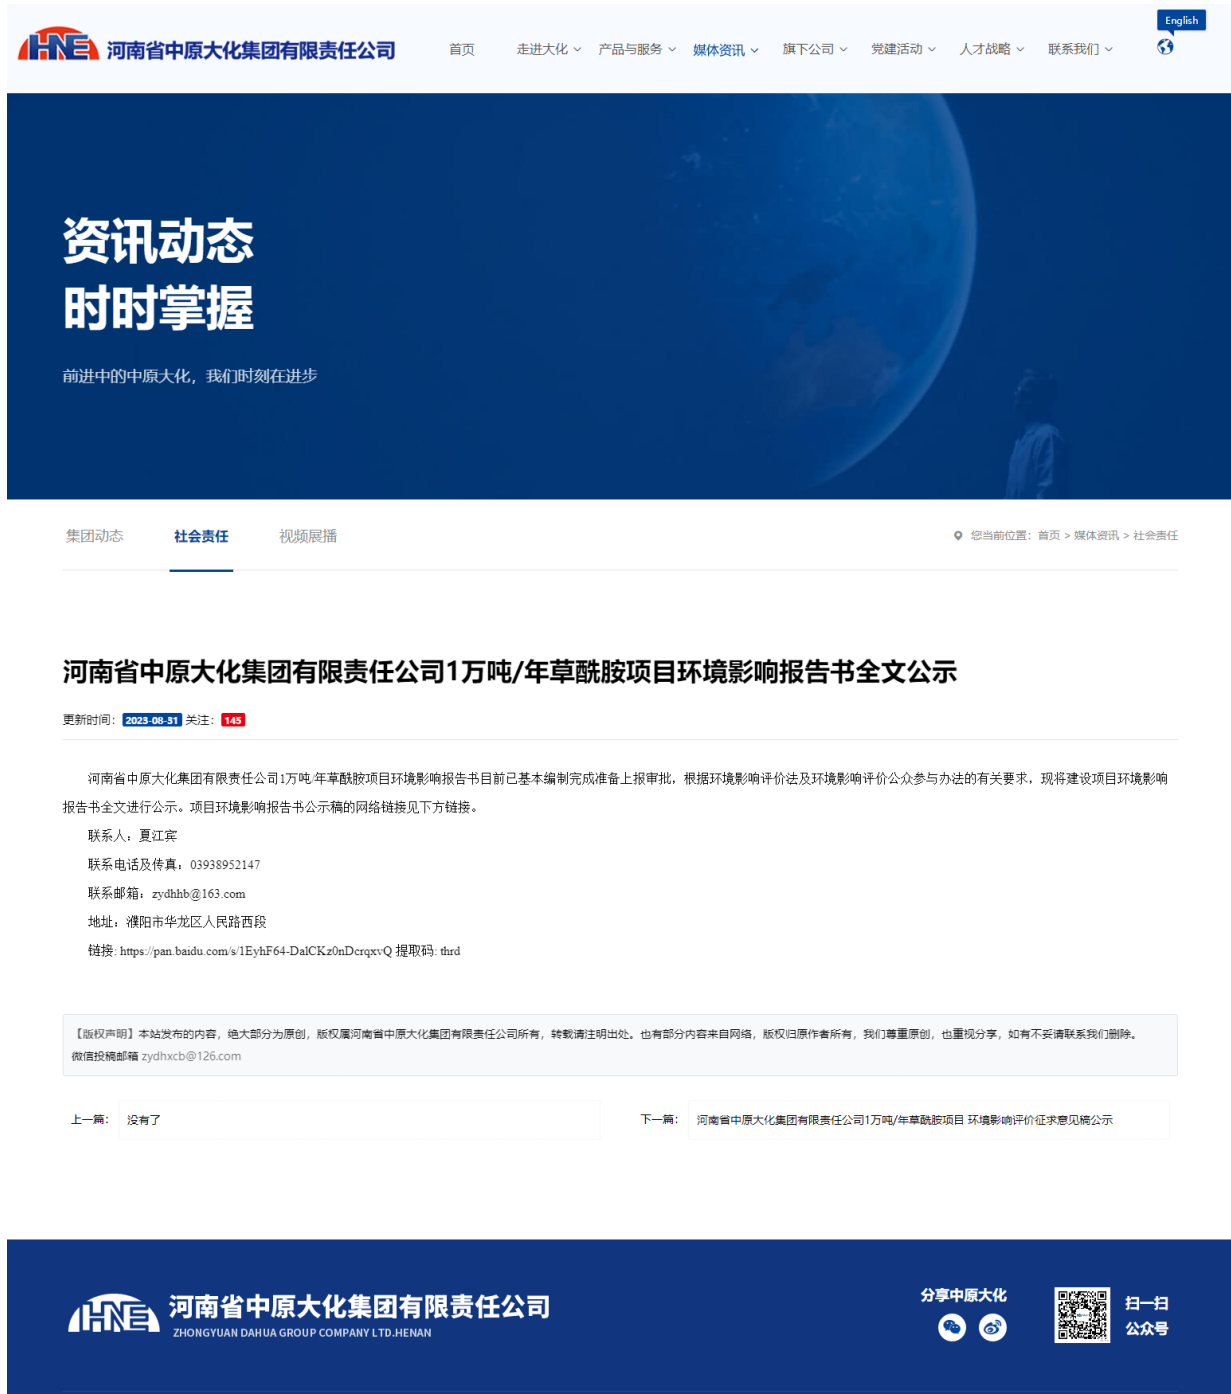 English
HNE 河南省中原大化集团有限责任公司
首页 走进大化 产品与服务 媒体资讯 旗下公司 党建活动 人才战略 联系我们
资讯动态
时时掌握
前进中的中原大化，我们时刻在进步
集团动态 社会责任 视频展播
您当前位置：首页 > 媒体资讯 > 社会责任
河南省中原大化集团有限责任公司1万吨/年草酰胺项目环境影响报告书全文公示
更新时间：2023-08-31 关注：145
河南省中原大化集团有限责任公司1万吨/年草酰胺项目环境影响报告书目前已基本编制完成准备上报审批，根据环境影响评价法及环境影响评价公众参与办法的有关要求，现将建设项目环境影响
报告书全文进行公示。项目环境影响报告书公示稿的网络链接见下方链接。
联系人：夏江宾
联系电话及传真：03938952147
联系邮箱：zydhhb@163.com
地址：濮阳市华龙区人民路西段
链接: https://pan.baidu.com/s/1EyhF64-DalCKz0nDcrqxvQ 提取码: thrd
【版权声明】本站发布的内容，绝大部分为原创，版权属河南省中原大化集团有限责任公司所有，转载请注明出处。也有部分内容来自网络，版权归原作者所有，我们尊重原创，也重视分享，如有不妥请联系我们删除。
微信投稿邮箱 zydhxcb@126.com
上一篇： 没有了
下一篇： 河南省中原大化集团有限责任公司1万吨/年草酰胺项目 环境影响评价征求意见稿公示
HNE 河南省中原大化集团有限责任公司
ZHONGYUAN DAHUA GROUP COMPANY LTD.HENAN
分享中原大化
扫一扫
公众号